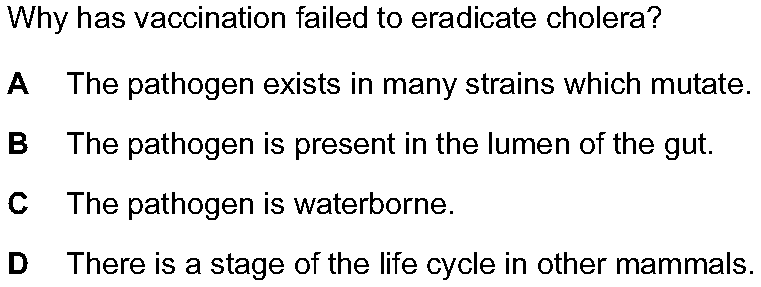 Why has vaccination failed to eradicate cholera?
A The pathogen exists in many strains which mutate.
B The pathogen is present in the lumen of the gut.
C The pathogen is waterborne.
D There is a stage of the life cycle in other mammals.